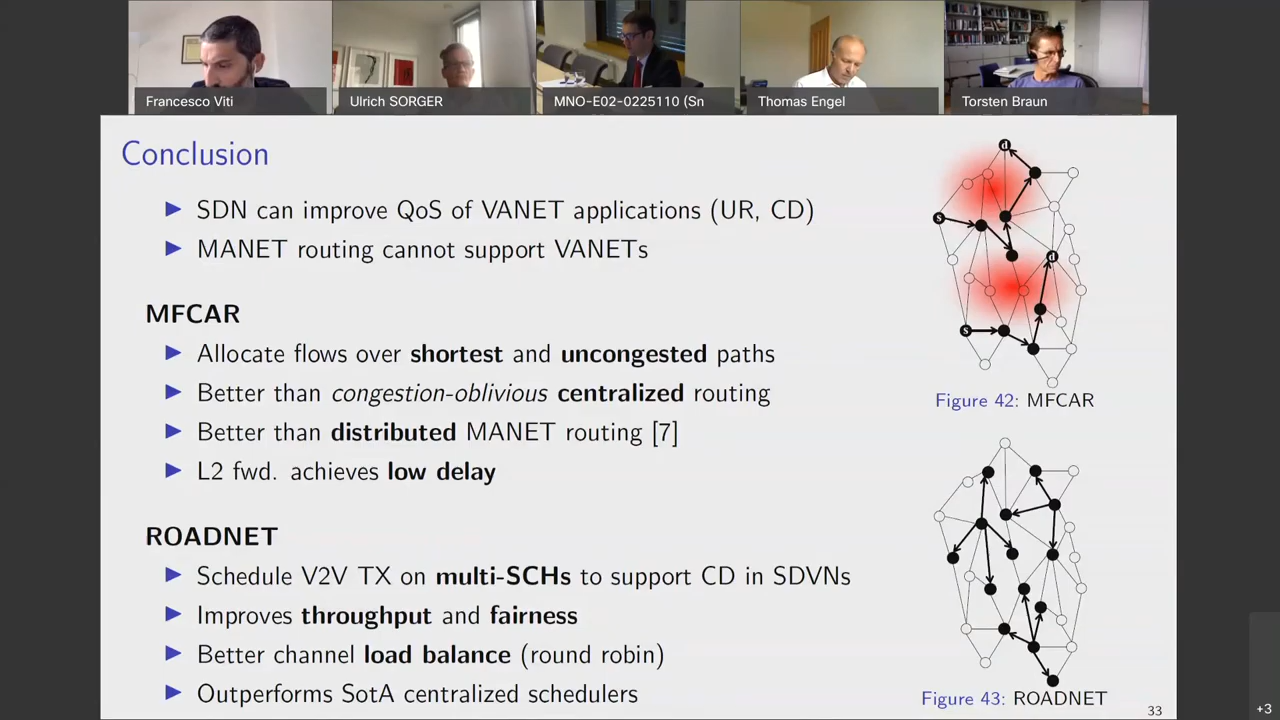 Francesco Viti
Ulrich SORGER
MNO-E02-0225110 (Sn
Thomas Engel
Torsten Braun
Conclusion
SDN can improve QoS of VANET applications (UR, CD)
MANET routing cannot support VANETs
MFCAR
Allocate flows over shortest and uncongested paths
Better than congestion-oblivious centralized routing
Better than distributed MANET routing [7]
L2 fwd. achieves low delay
ROADNET
Schedule V2V TX on multi-SCHs to support CD in SDVNs
Improves throughput and fairness
Better channel load balance (round robin)
Outperforms SotA centralized schedulers
d
s
d
s
Figure 42: MFCAR
Figure 43: ROADNET
33
+3